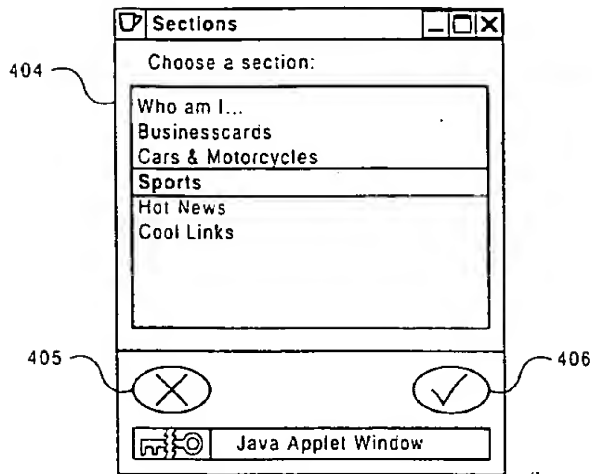 Sections
Choose a section:
404
Who am I...
Businesscards
Cars & Motorcycles
Sports
Hot News
Cool Links
405
406
Java Applet Window